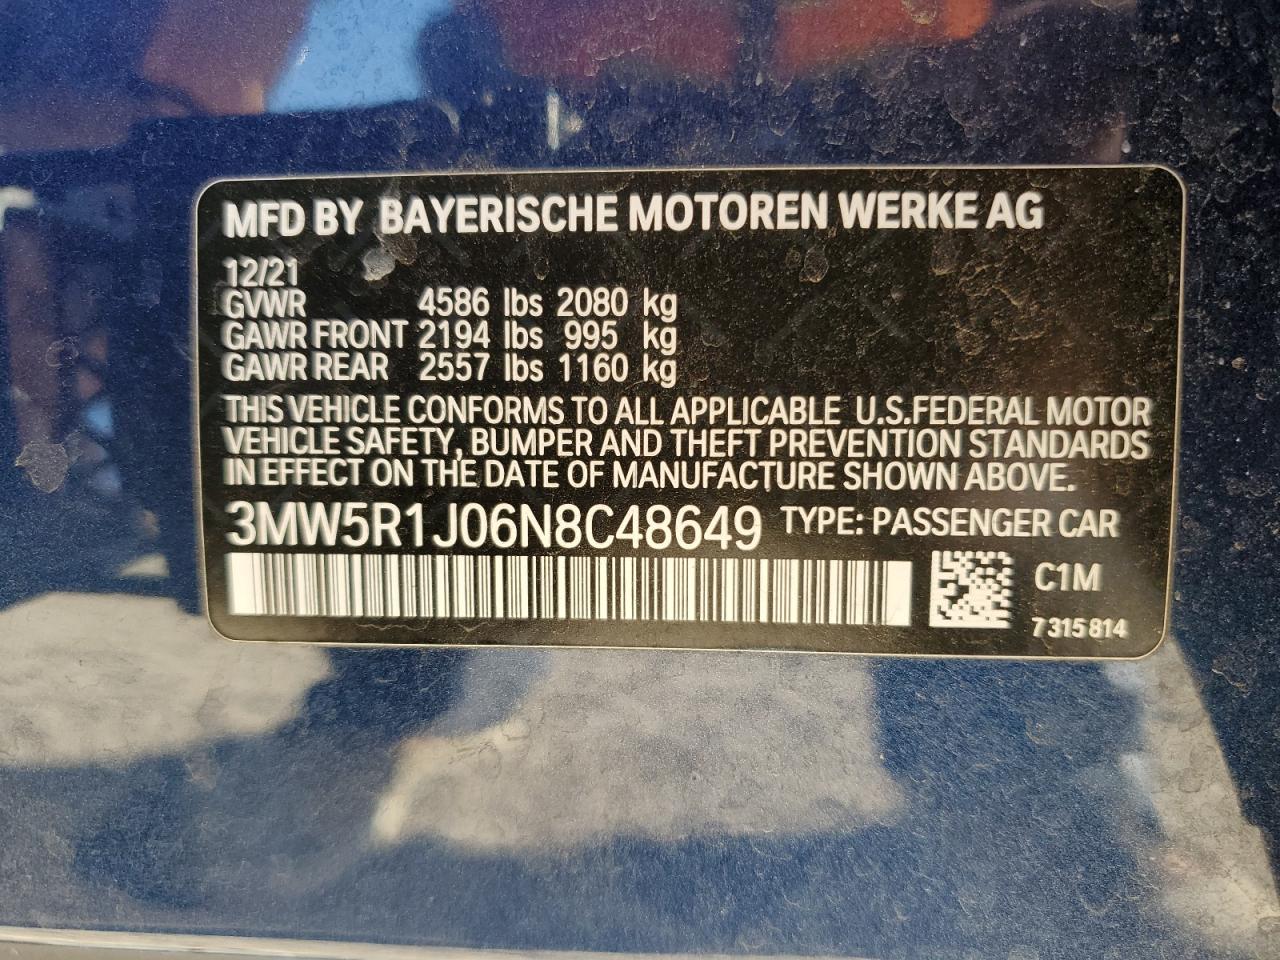 MFD BY BAYERISCHE MOTOREN WERKE AG
12/21
GVWR 4586 lbs 2080 kg
GAWR FRONT 2194 lbs 995 kg
GAWR REAR 2557 lbs 1160 kg
THIS VEHICLE CONFORMS TO ALL APPLICABLE U.S.FEDERAL MOTOR
VEHICLE SAFETY, BUMPER AND THEFT PREVENTION STANDARDS
IN EFFECT ON THE DATE OF MANUFACTURE SHOWN ABOVE.
3MW5R1J06N8C48649 TYPE: PASSENGER CAR
C1M
7 315 814